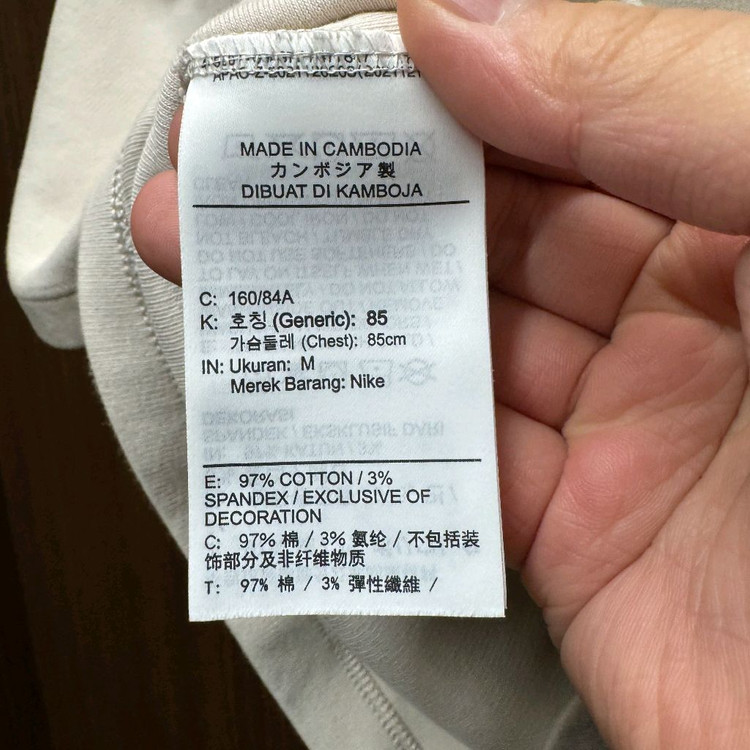 MADE IN CAMBODIA
カンボジア製
DIBUAT DI KAMBOJA
C: 160/84A
K: 호칭 (Generic): 85
가슴둘레 (Chest): 85cm
IN: Ukuran: M
Merek Barang: Nike
E: 97% COTTON / 3%
SPANDEX / EXCLUSIVE OF
DECORATION
C: 97% 棉 / 3% 氨纶 / 不包括装
饰部分及非纤维物质
T: 97% 棉 / 3% 彈性纖維 /